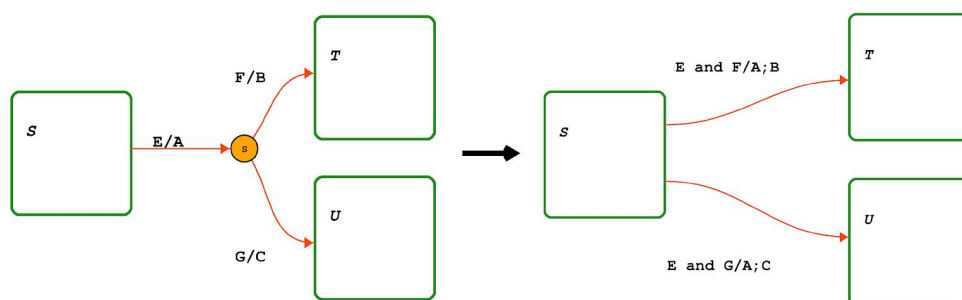 S
E/A
s
F/B
T
G/C
U
S
E and F/A;B
T
E and G/A;C
U